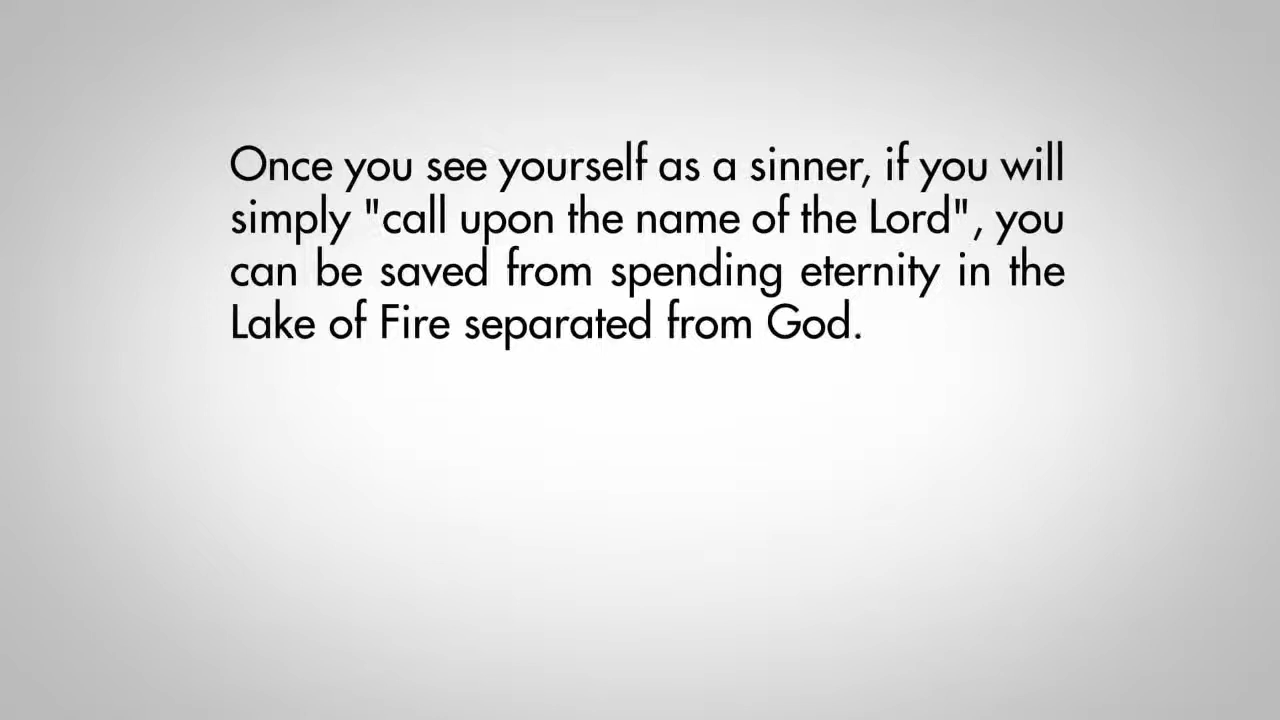 Once you see yourself as a sinner, if you will
simply "call upon the name of the Lord", you
can be saved from spending eternity in the
Lake of Fire separated from God.